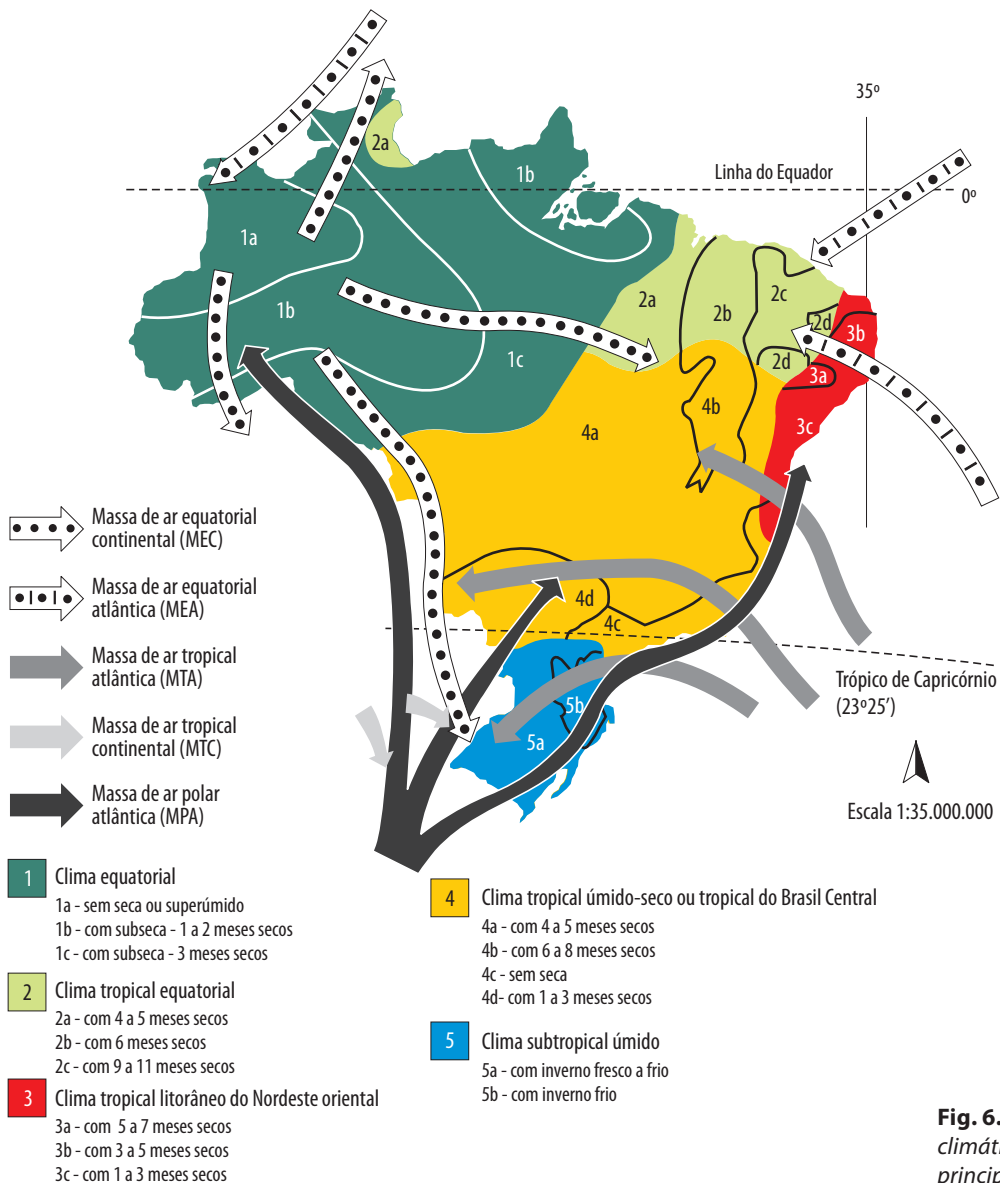 35º
2a
Linha do Equador
0º
1b
1a
2a
2b
2c
2d
3b
1b
1c
2d
3a
4b
3c
4a
4d
4c
5b
5a
Trópico de Capricórnio
(23º25′)
Escala 1:35.000.000
Massa de ar equatorial
continental (MEC)
Massa de ar equatorial
atlântica (MEA)
Massa de ar tropical
atlântica (MTA)
Massa de ar tropical
continental (MTC)
Massa de ar polar
atlântica (MPA)
1 Clima equatorial
1a - sem seca ou superúmido
1b - com subseca - 1 a 2 meses secos
1c - com subseca - 3 meses secos
2 Clima tropical equatorial
2a - com 4 a 5 meses secos
2b - com 6 meses secos
2c - com 9 a 11 meses secos
3 Clima tropical litorâneo do Nordeste oriental
3a - com 5 a 7 meses secos
3b - com 3 a 5 meses secos
3c - com 1 a 3 meses secos
4 Clima tropical úmido-seco ou tropical do Brasil Central
4a - com 4 a 5 meses secos
4b - com 6 a 8 meses secos
4c - sem seca
4d- com 1 a 3 meses secos
5 Clima subtropical úmido
5a - com inverno fresco a frio
5b - com inverno frio
Fig. 6.
climáti
princip